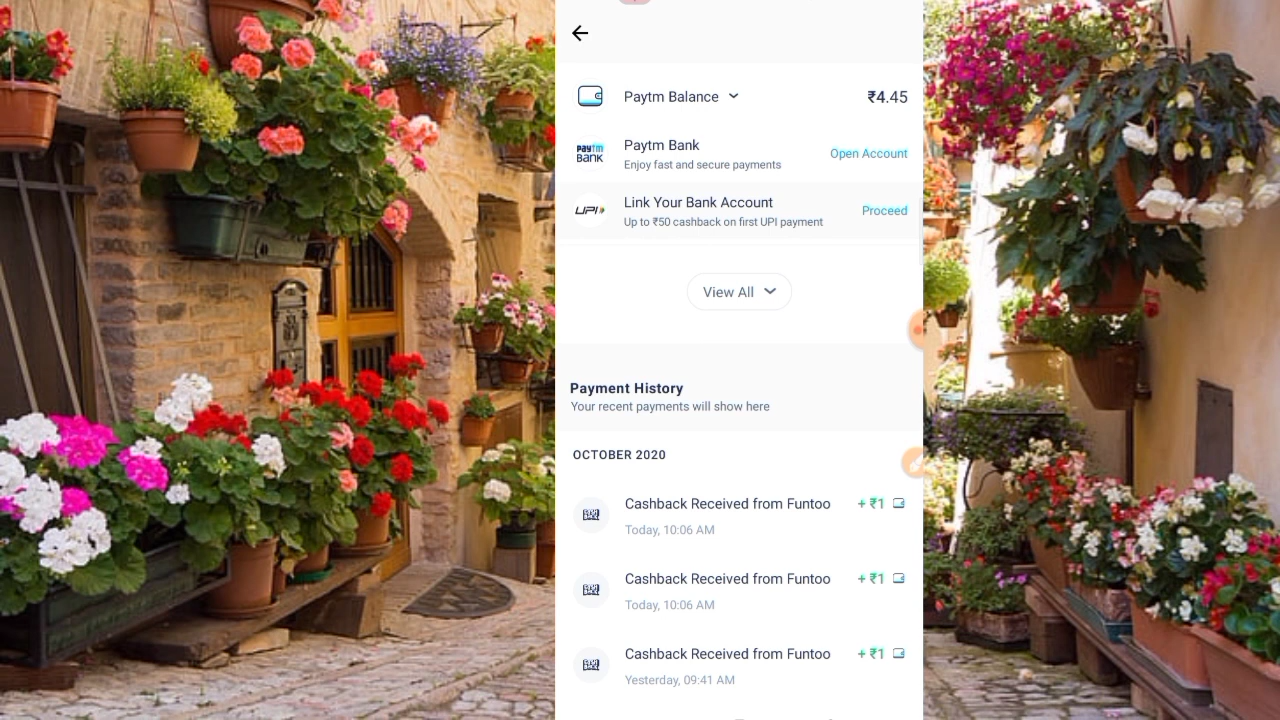 Paytm Balance
₹4.45
paytm
BANK
Paytm Bank
Enjoy fast and secure payments
Open Account
UPI
Link Your Bank Account
Up to ₹50 cashback on first UPI payment
Proceed
View All
Payment History
Your recent payments will show here
OCTOBER 2020
Cashback Received from Funtoo
+ ₹1
Today, 10:06 AM
Cashback Received from Funtoo
+ ₹1
Today, 10:06 AM
Cashback Received from Funtoo
+ ₹1
Yesterday, 09:41 AM